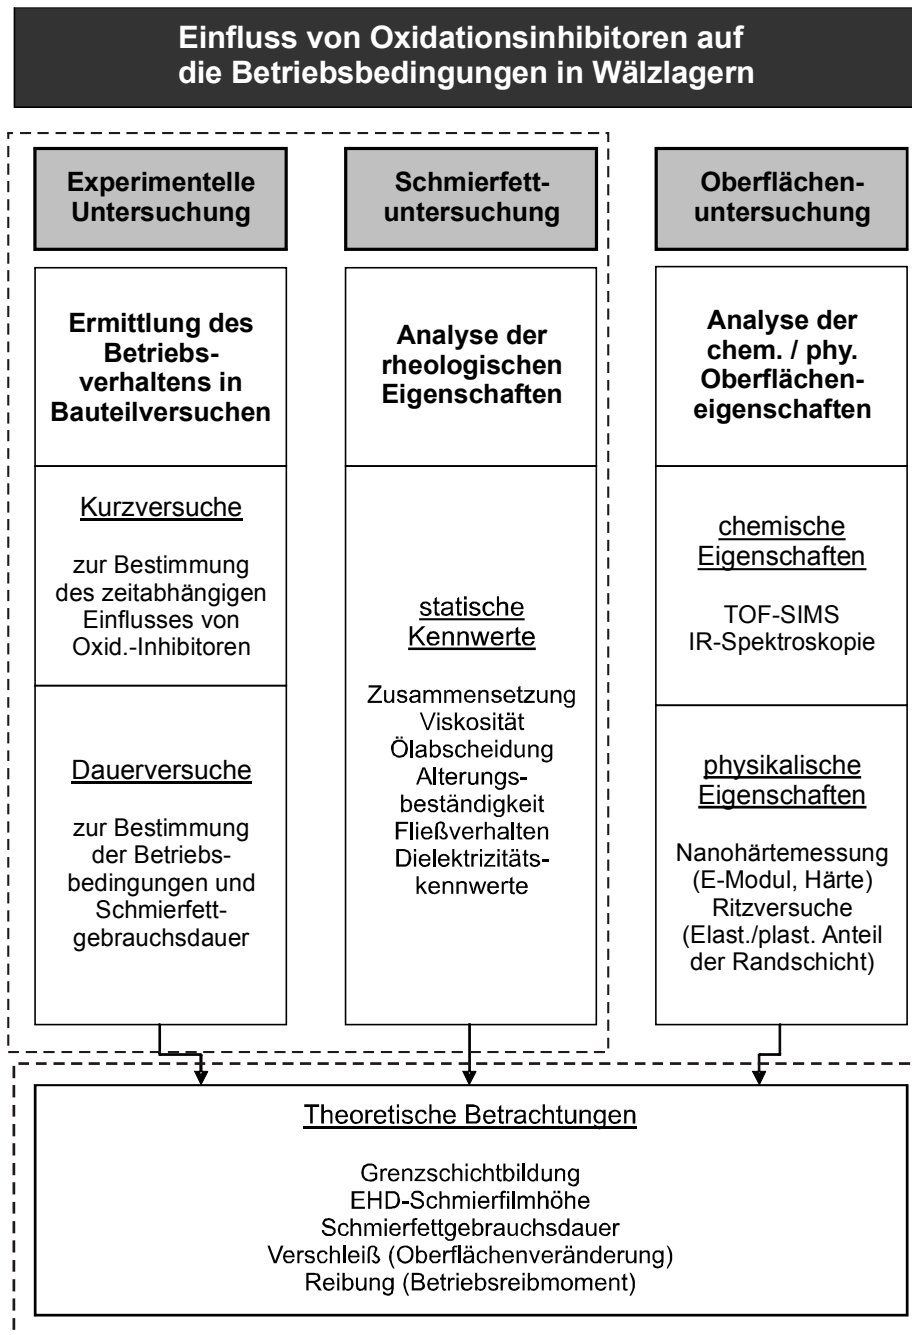 Einfluss von Oxidationsinhibitoren auf
die Betriebsbedingungen in Wälzlagern
Experimentelle
Untersuchung
Ermittlung des
Betriebs-
verhaltens in
Bauteilversuchen
Kurzversuche
zur Bestimmung
des zeitabhängigen
Einflusses von
Oxid.-Inhibitoren
Dauerversuche
zur Bestimmung
der Betriebs-
bedingungen und
Schmierfett-
gebrauchsdauer
Schmierfett-
untersuchung
Analyse der
rheologischen
Eigenschaften
statische
Kennwerte
Zusammensetzung
Viskosität
Ölabscheidung
Alterungs-
beständigkeit
Fließverhalten
Dielektrizitäts-
kennwerte
Oberflächen-
untersuchung
Analyse der
chem. / phy.
Oberflächen-
eigenschaften
chemische
Eigenschaften
TOF-SIMS
IR-Spektroskopie
physikalische
Eigenschaften
Nanohärtemessung
(E-Modul, Härte)
Ritzversuche
(Elast./plast. Anteil
der Randschicht)
Theoretische Betrachtungen
Grenzschichtbildung
EHD-Schmierfilmhöhe
Schmierfettgebrauchsdauer
Verschleiß (Oberflächenveränderung)
Reibung (Betriebsreibmoment)